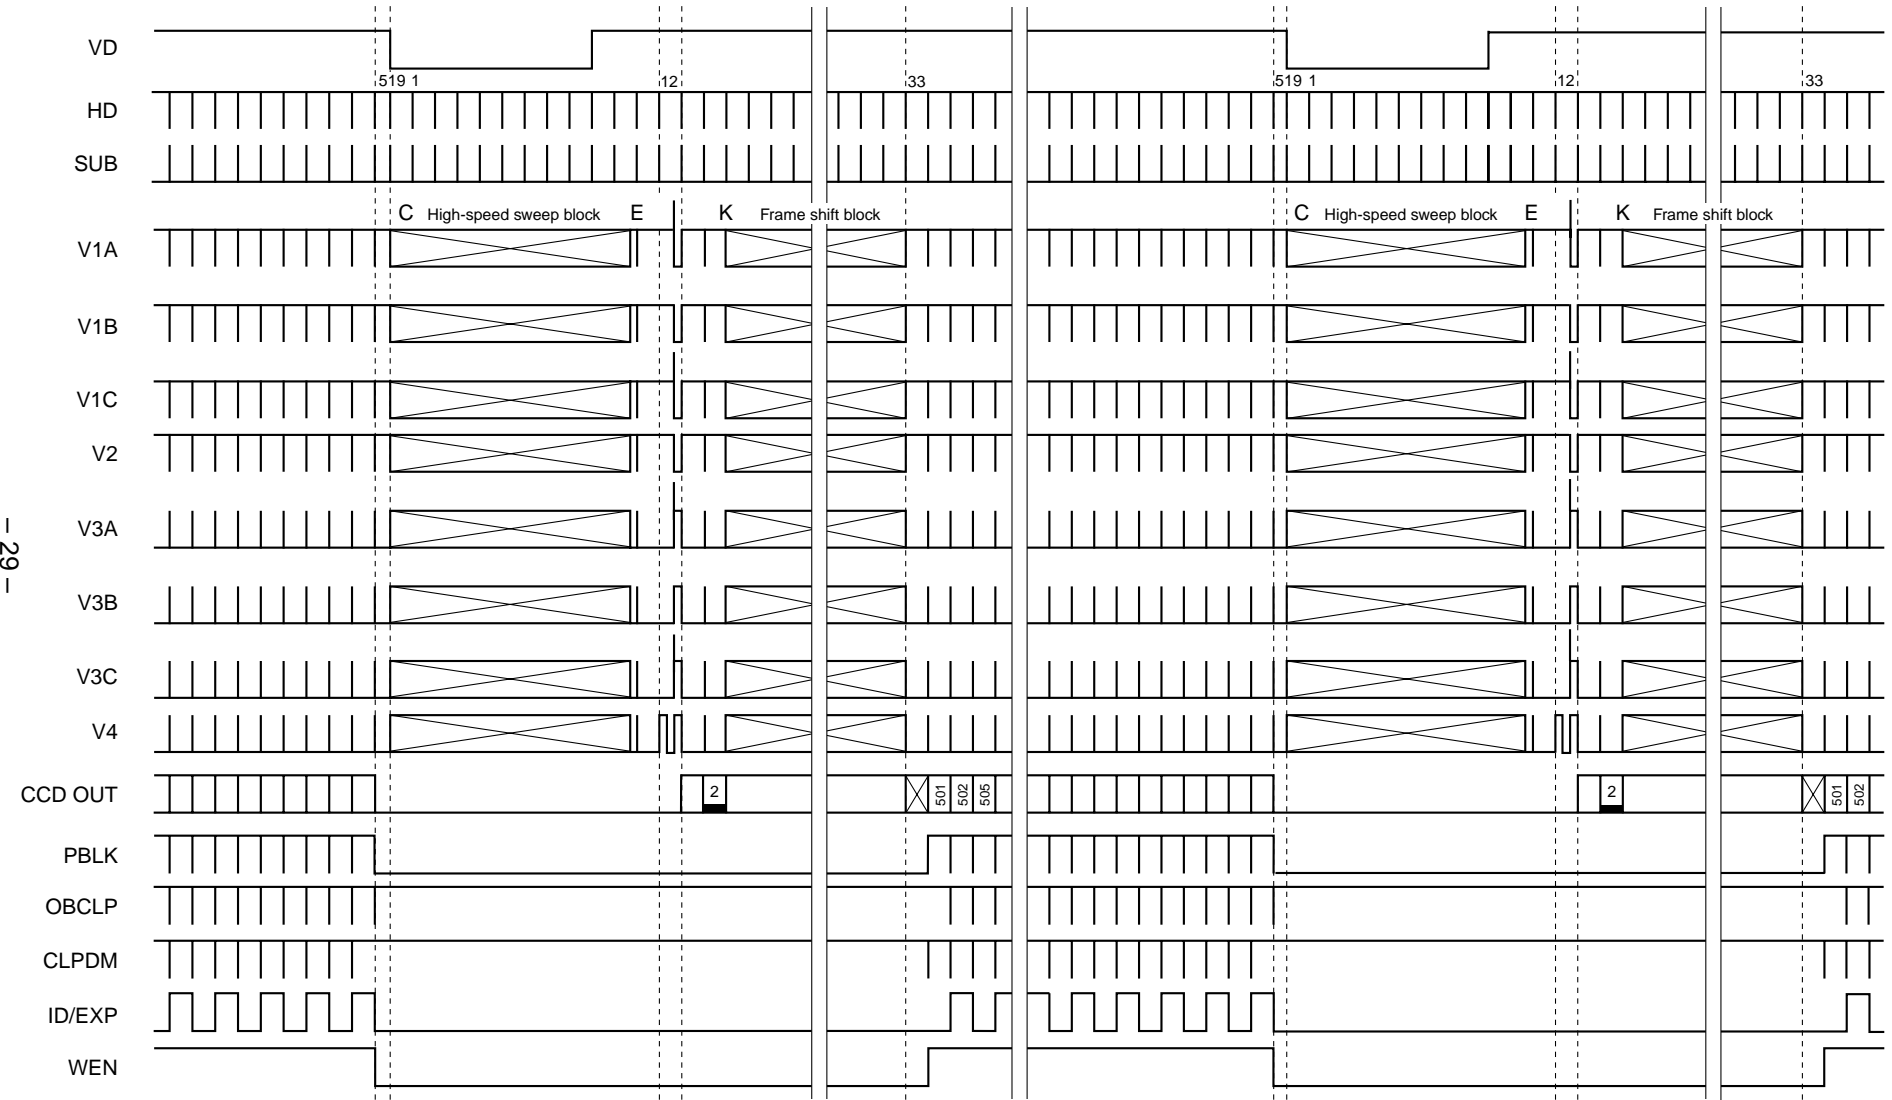 VD
519 1 12 33 519 1 12 33
HD
SUB
C High-speed sweep block E K Frame shift block C High-speed sweep block E K Frame shift block
V1A
V1B
V1C
V2
V3A
– 29 –
V3B
V3C
V4
CCD OUT 2 501 502 505 2 501 502
PBLK
OBCLP
CLPDM
ID/EXP
WEN